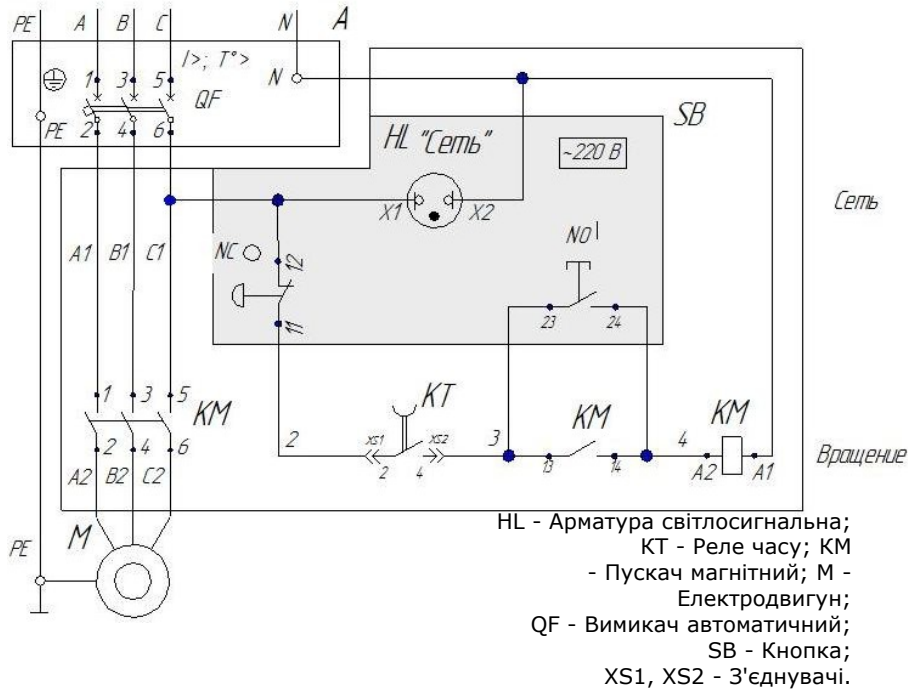 PE A B C N A
I>; T°>
1 3 5 N
QF
PE 2 4 6
SB
HL "Сеть"
~220 В
X1 X2
Сеть
A1 B1 C1
NC 12
NO
11
23 24
1 3 5
KM
2 4 6
KT KM KM
2 XS1 XS2 3 4
2 4 13 14 A2 A1
Вращение
A2 B2 C2
M
PE
HL - Арматура світлосигнальна;
КТ - Реле часу; КМ
- Пускач магнітний; М -
Електродвигун;
QF - Вимикач автоматичний;
SB - Кнопка;
XS1, XS2 - З'єднувачі.